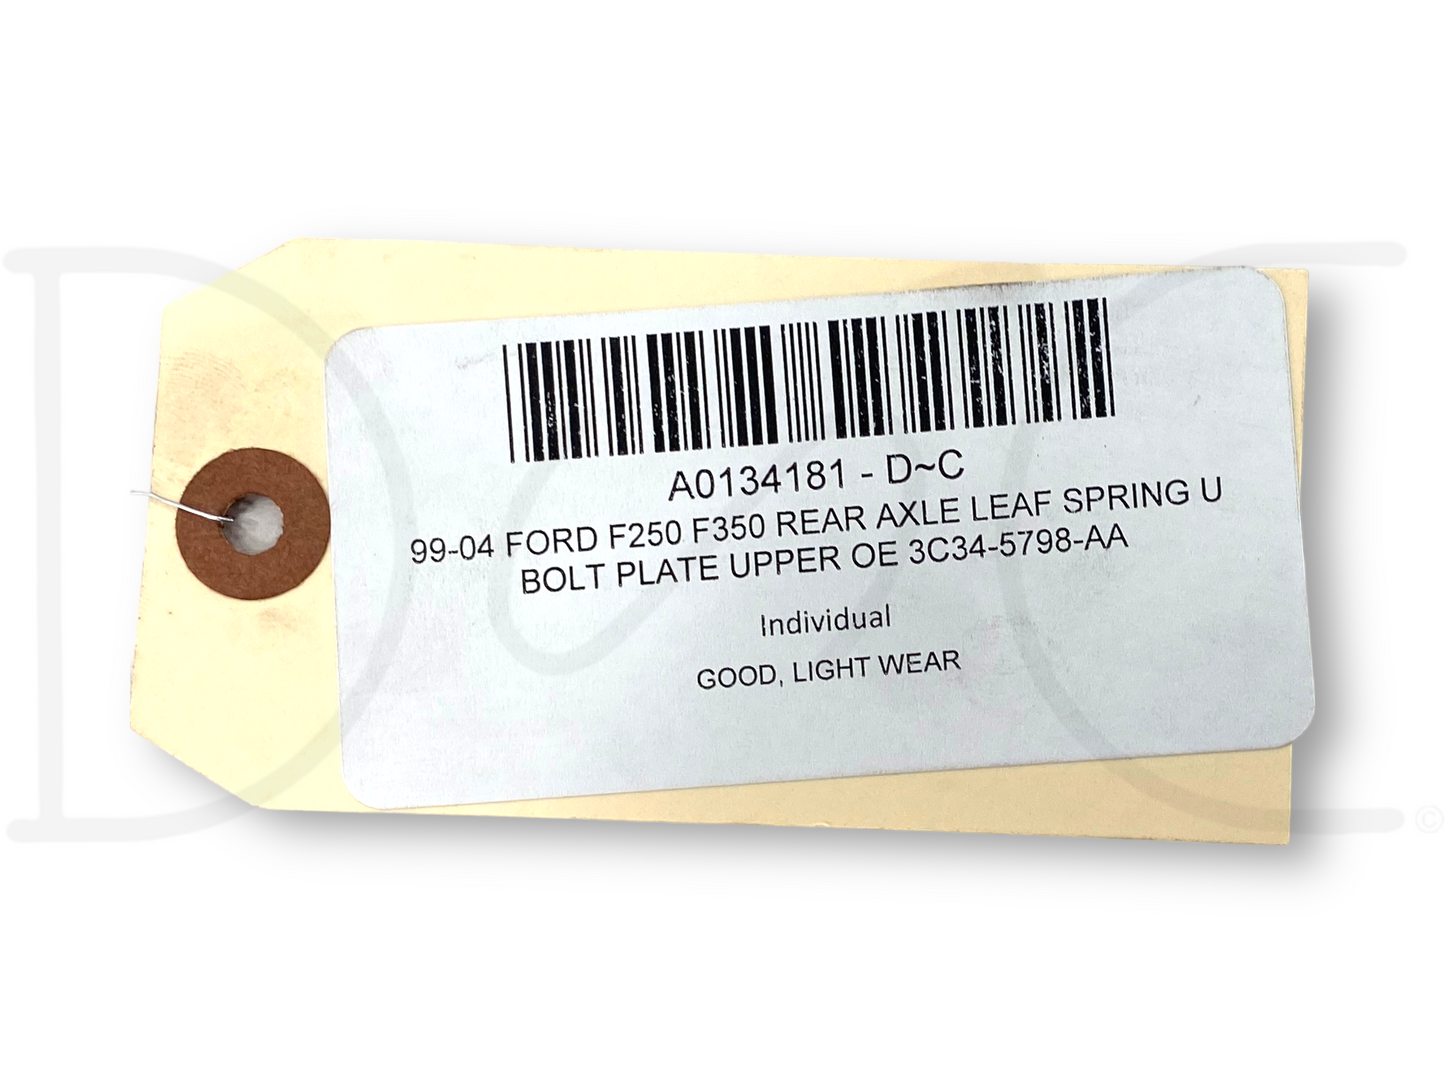 A0134181 - D~C
99-04 FORD F250 F350 REAR AXLE LEAF SPRING U
BOLT PLATE UPPER OE 3C34-5798-AA
Individual
GOOD, LIGHT WEAR
D C
©